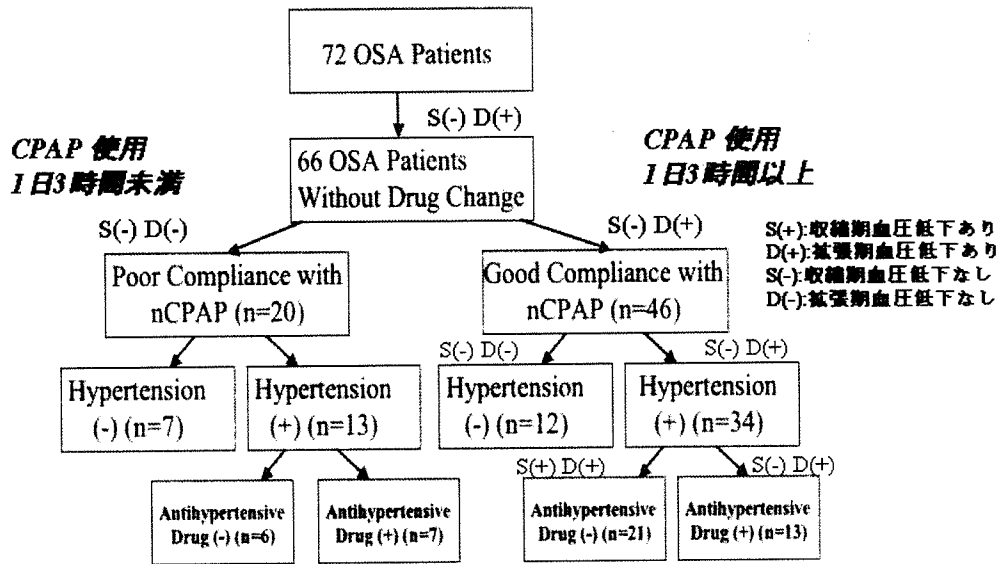 72 OSA Patients
S(-) D(+)
CPAP 使用
1日3時間未満
CPAP 使用
1日3時間以上
66 OSA Patients
Without Drug Change
S(-) D(-)
S(-) D(+)
S(+):収縮期血圧低下あり
D(+):拡張期血圧低下あり
S(-):収縮期血圧低下なし
D(-):拡張期血圧低下なし
Poor Compliance with
nCPAP (n=20)
Good Compliance with
nCPAP (n=46)
S(-) D(-)
S(-) D(+)
Hypertension
(-) (n=7)
Hypertension
(+) (n=13)
Hypertension
(-) (n=12)
Hypertension
(+) (n=34)
S(+) D(+)
S(-) D(+)
Antihypertensive
Drug (-) (n=6)
Antihypertensive
Drug (+) (n=7)
Antihypertensive
Drug (-) (n=21)
Antihypertensive
Drug (+) (n=13)